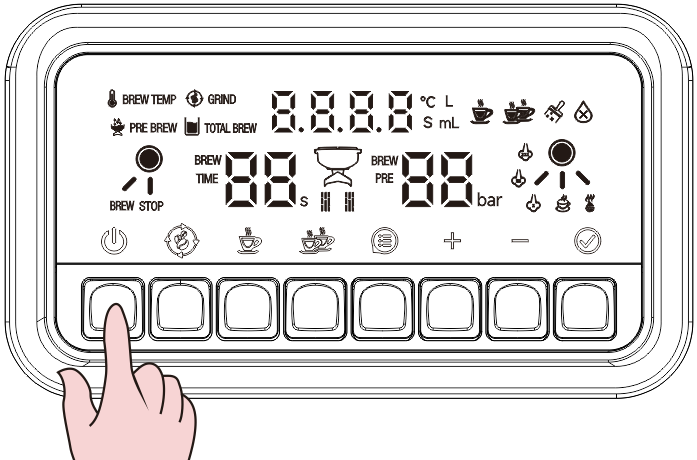 BREW TEMP GRIND 8.8.8.8 °C L
PRE BREW TOTAL BREW S mL
BREW TIME 88 s BREW PRE 88 bar
BREW STOP